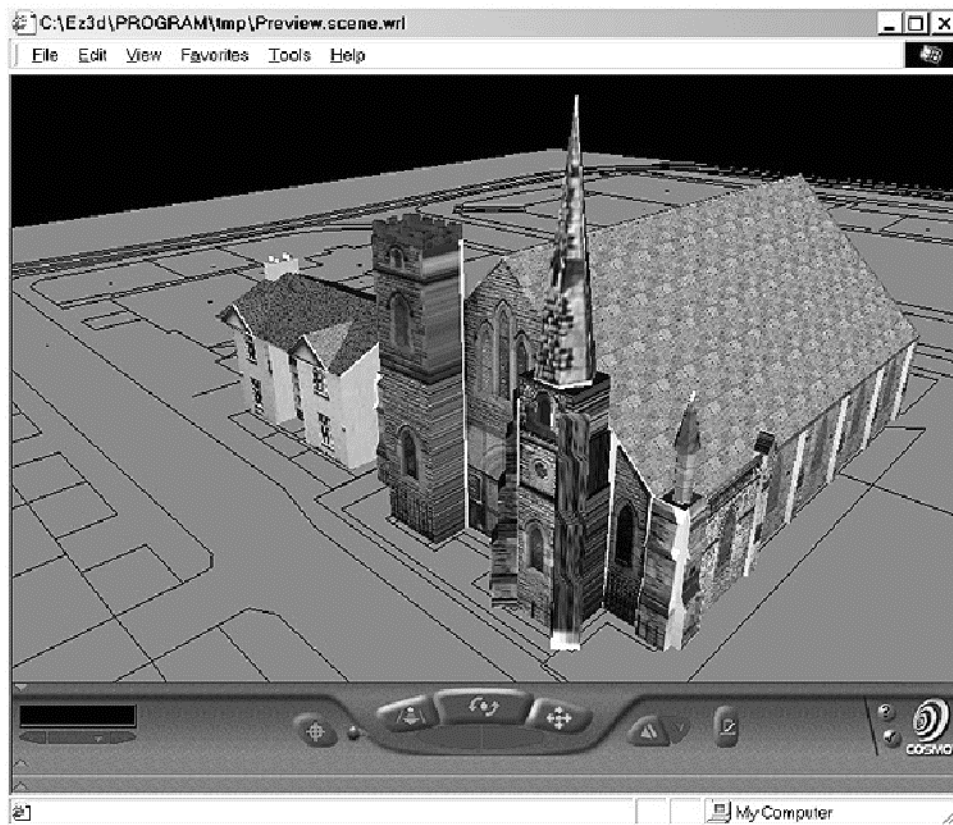 C:\Ez3d\PROGRAM\tmp\Preview.scene.wrl
File Edit View Favorites Tools Help
?
COSMO
My Computer